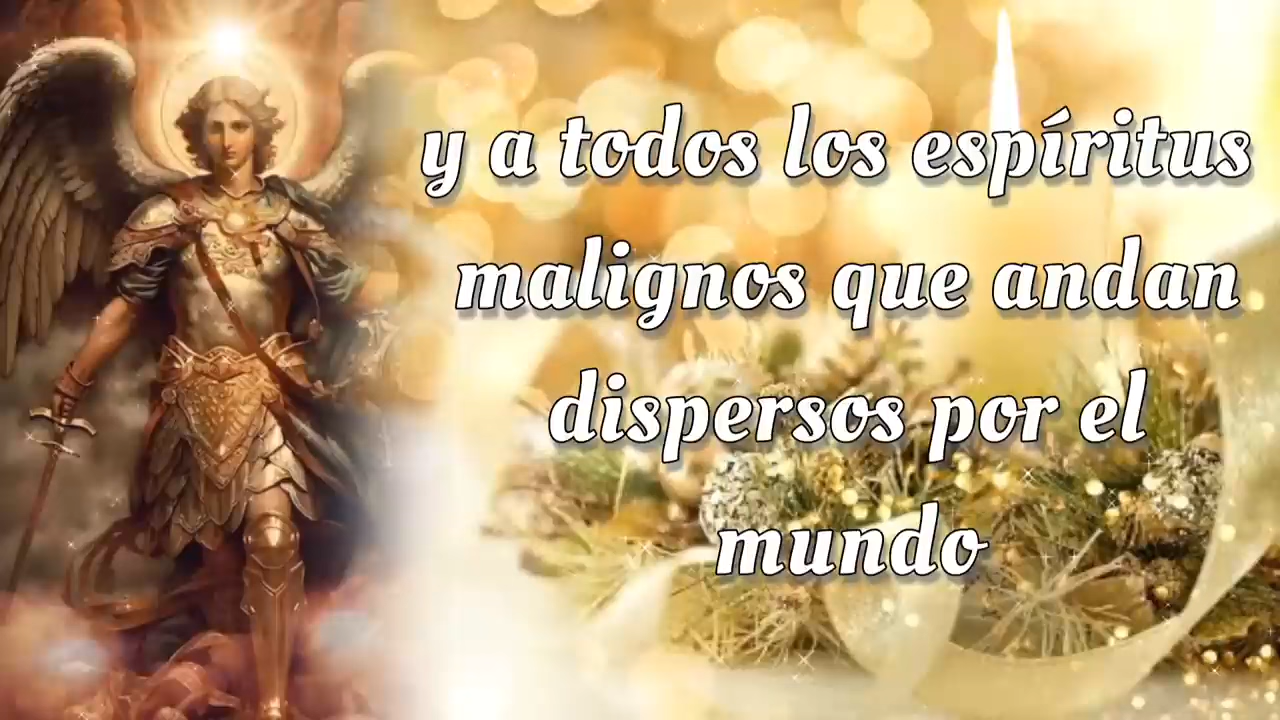 y a todos los espíritus
malignos que andan
dispersos por el
mundo